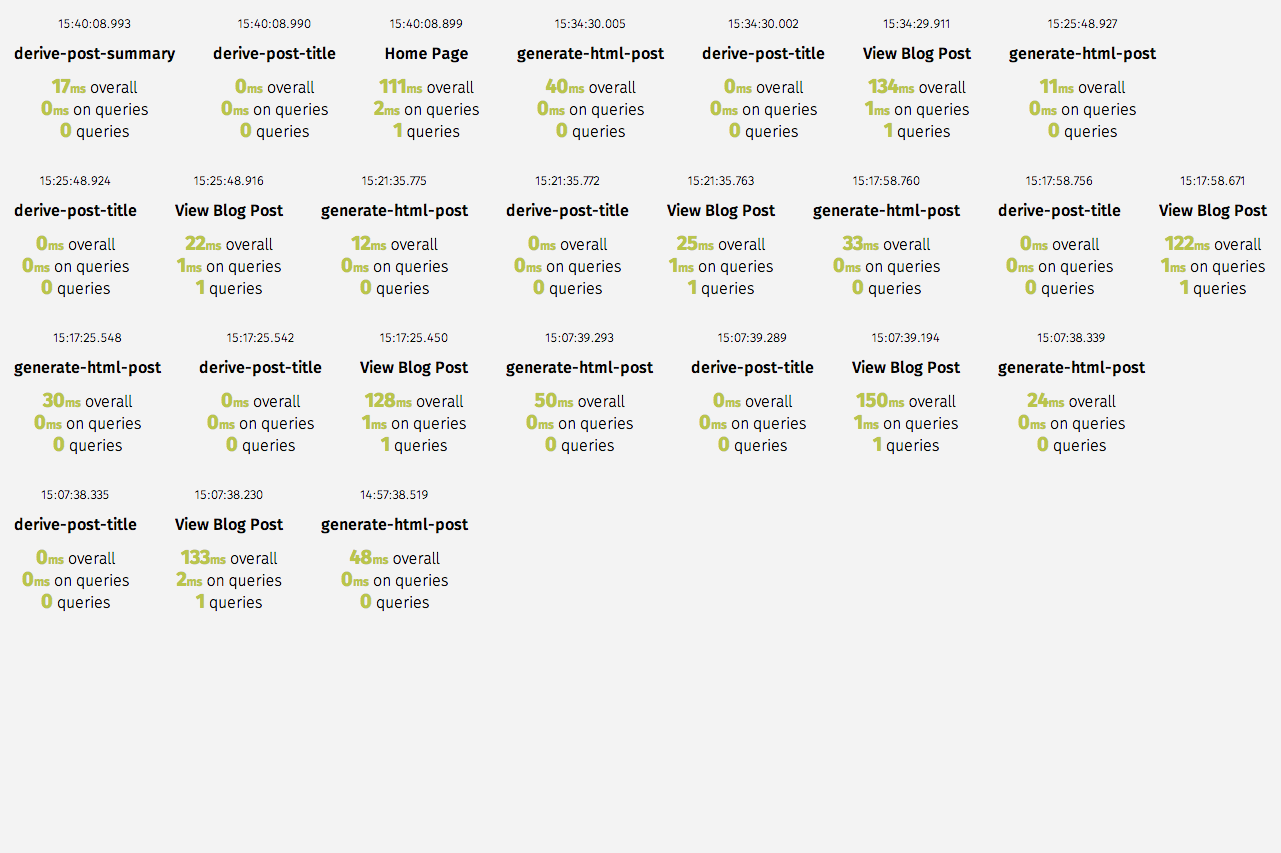 15:40:08.993 15:40:08.990 15:40:08.899 15:34:30.005 15:34:30.002 15:34:29.911 15:25:48.927
derive-post-summary derive-post-title Home Page generate-html-post derive-post-title View Blog Post generate-html-post
17ms overall 0ms overall 111ms overall 40ms overall 0ms overall 134ms overall 11ms overall
0ms on queries 0ms on queries 2ms on queries 0ms on queries 0ms on queries 1ms on queries 0ms on queries
0 queries 0 queries 1 queries 0 queries 0 queries 1 queries 0 queries
15:25:48.924 15:25:48.916 15:21:35.775 15:21:35.772 15:21:35.763 15:17:58.760 15:17:58.756 15:17:58.671
derive-post-title View Blog Post generate-html-post derive-post-title View Blog Post generate-html-post derive-post-title View Blog Post
0ms overall 22ms overall 12ms overall 0ms overall 25ms overall 33ms overall 0ms overall 122ms overall
0ms on queries 1ms on queries 0ms on queries 0ms on queries 1ms on queries 0ms on queries 0ms on queries 1ms on queries
0 queries 1 queries 0 queries 0 queries 1 queries 0 queries 0 queries 1 queries
15:17:25.548 15:17:25.542 15:17:25.450 15:07:39.293 15:07:39.289 15:07:39.194 15:07:38.339
generate-html-post derive-post-title View Blog Post generate-html-post derive-post-title View Blog Post generate-html-post
30ms overall 0ms overall 128ms overall 50ms overall 0ms overall 150ms overall 24ms overall
0ms on queries 0ms on queries 1ms on queries 0ms on queries 0ms on queries 1ms on queries 0ms on queries
0 queries 0 queries 1 queries 0 queries 0 queries 1 queries 0 queries
15:07:38.335 15:07:38.230 14:57:38.519
derive-post-title View Blog Post generate-html-post
0ms overall 133ms overall 48ms overall
0ms on queries 2ms on queries 0ms on queries
0 queries 1 queries 0 queries